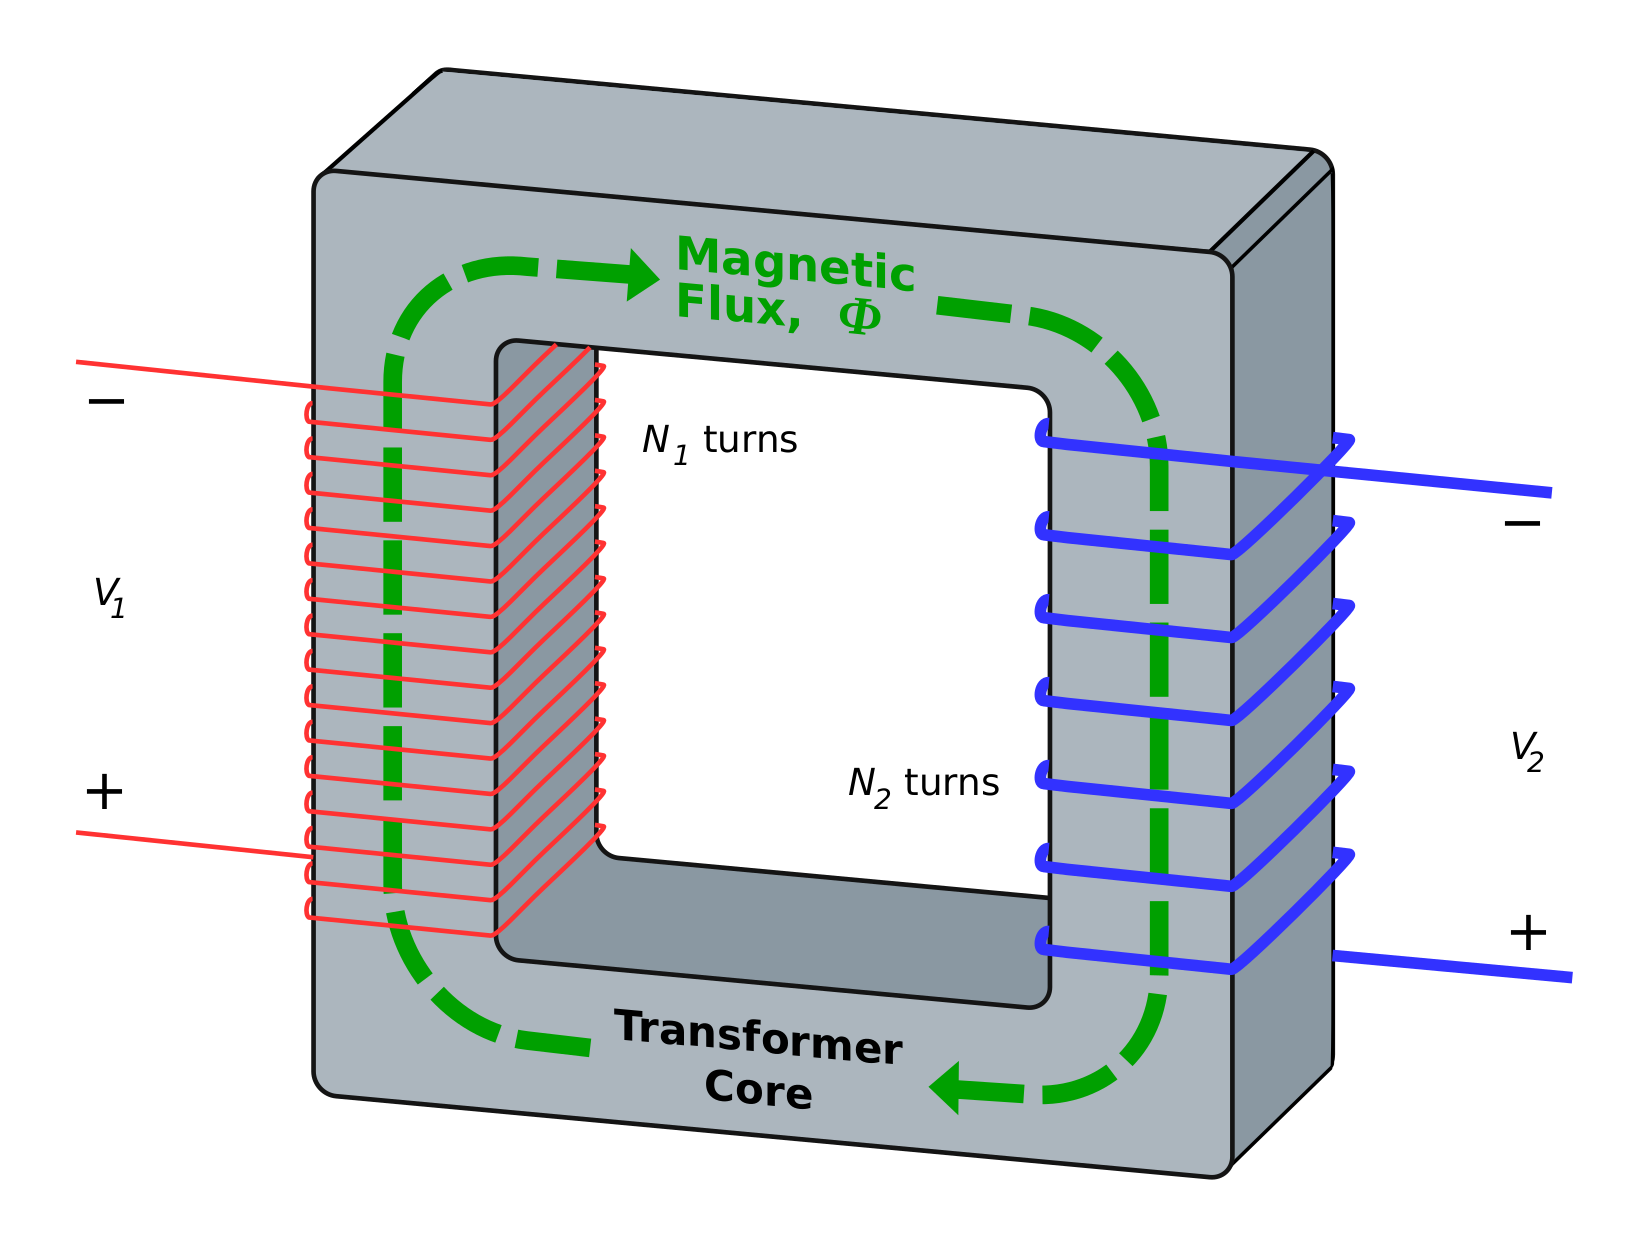 Magnetic
Flux, Φ
−
N1 turns
−
V1
V2
+
N2 turns
+
Transformer
Core